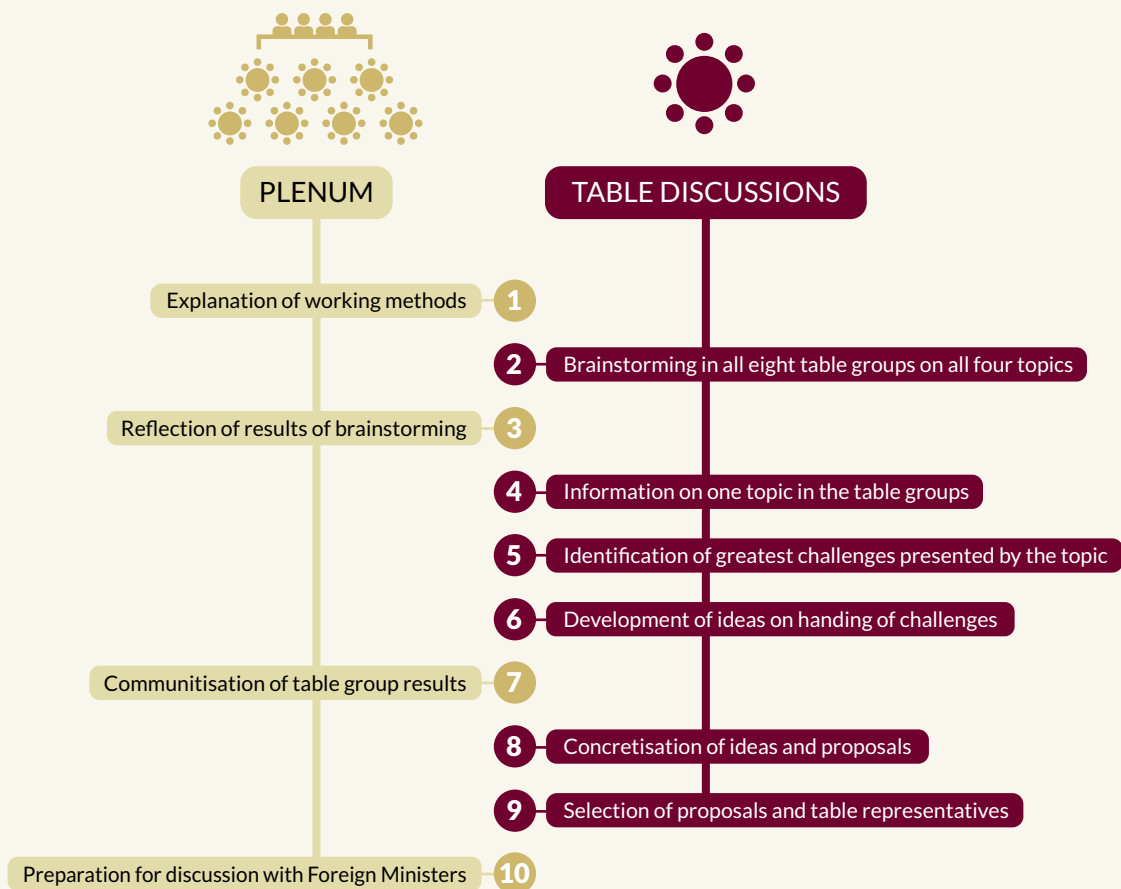 PLENUM
TABLE DISCUSSIONS
Explanation of working methods 1
2 Brainstorming in all eight table groups on all four topics
Reflection of results of brainstorming 3
4 Information on one topic in the table groups
5 Identification of greatest challenges presented by the topic
6 Development of ideas on handing of challenges
Communitisation of table group results 7
8 Concretisation of ideas and proposals
9 Selection of proposals and table representatives
Preparation for discussion with Foreign Ministers 10